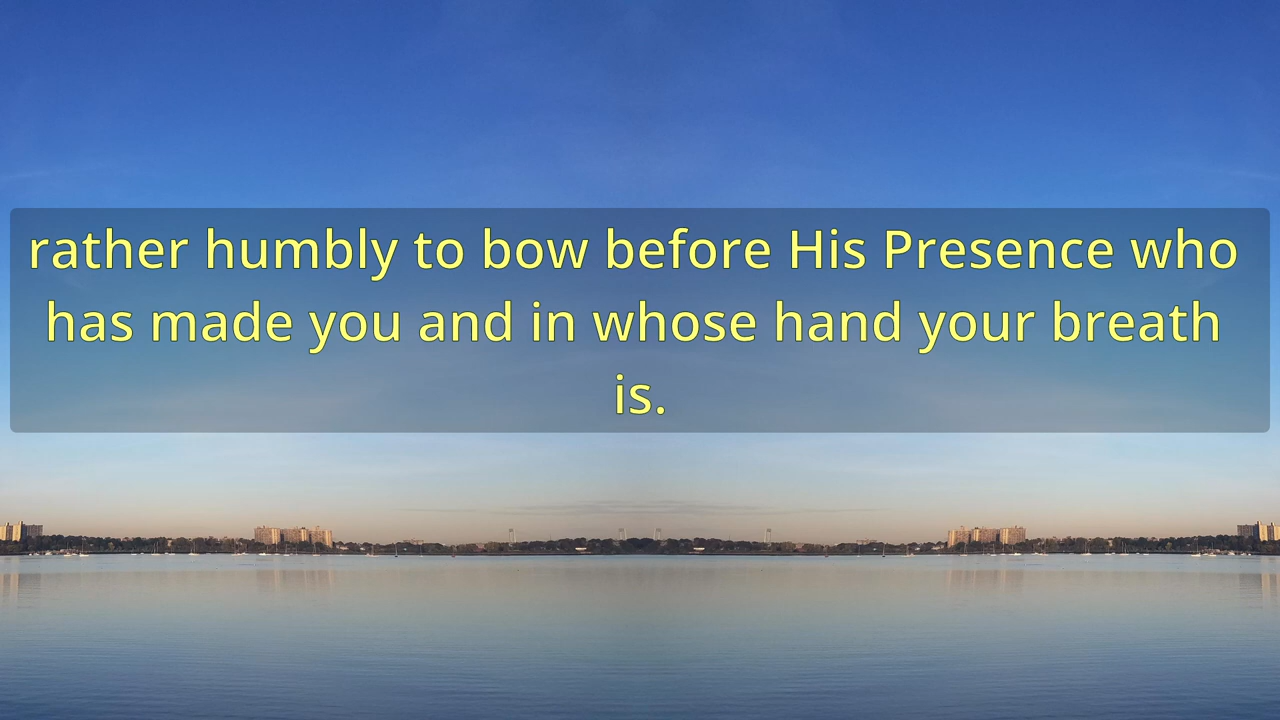 rather humbly to bow before His Presence who
has made you and in whose hand your breath
is.